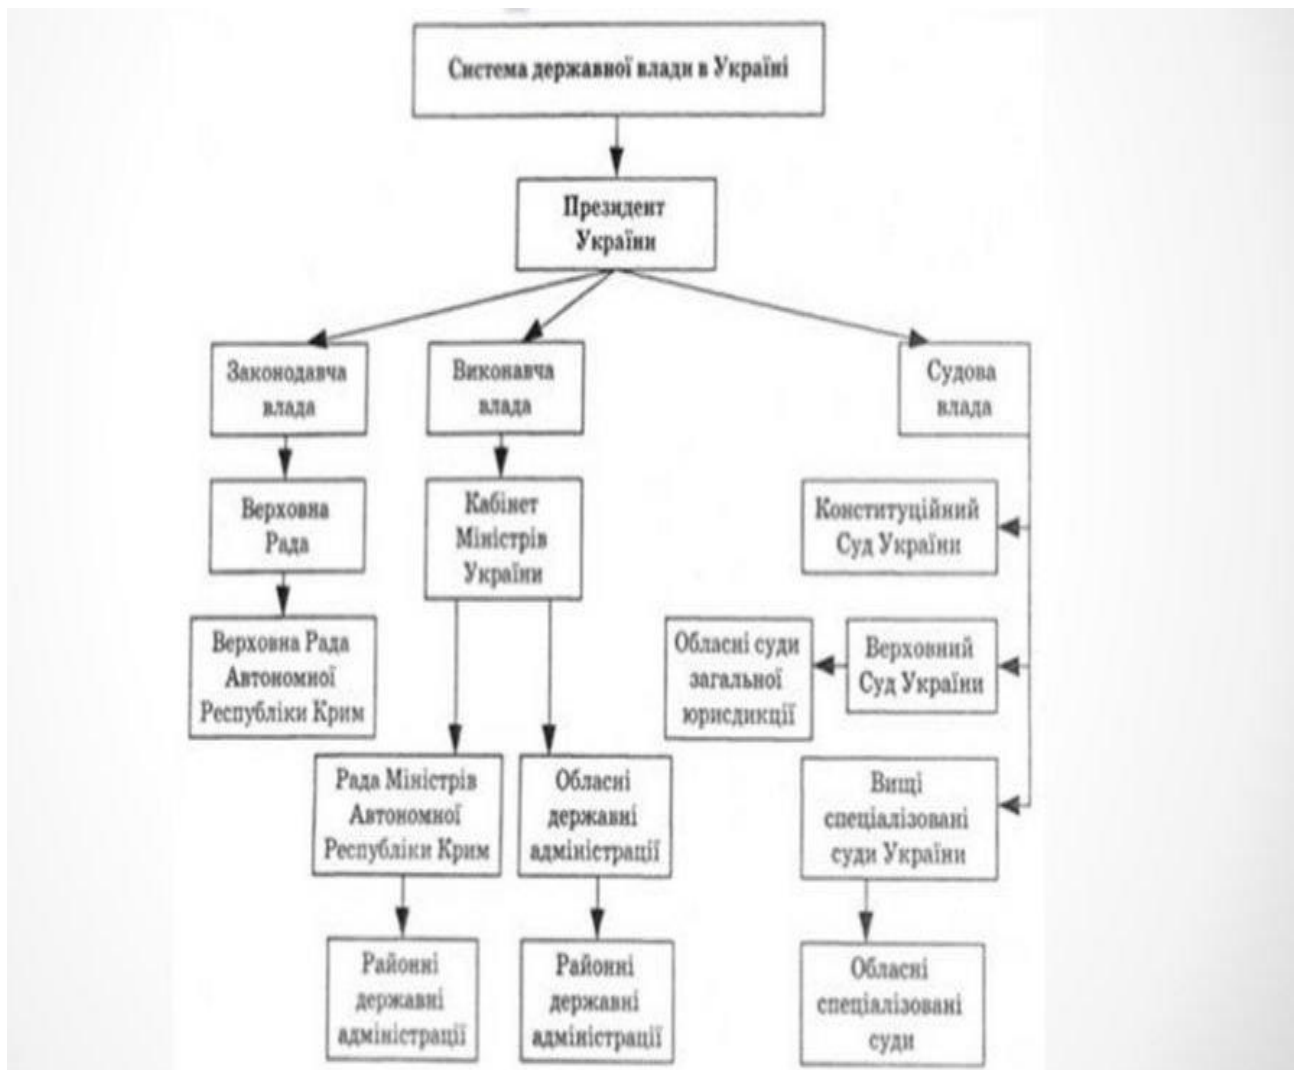 Система державної влади в Україні
Президент
України
Законодавча
влада
Виконавча
влада
Судова
влада
Верховна
Рада
Кабінет
Міністрів
України
Конституційний
Суд України
Верховна Рада
Автономної
Республіки Крим
Обласні суди
загальної
юрисдикції
Верховний
Суд України
Рада Міністрів
Автономної
Республіки Крим
Обласні
державні
адміністрації
Вищі
спеціалізовані
суди України
Районні
державні
адміністрації
Районні
державні
адміністрації
Обласні
спеціалізовані
суди